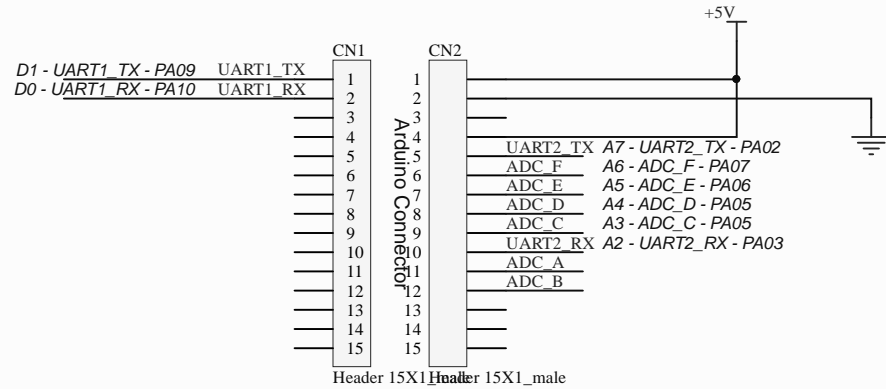 +5V
CN1
CN2
D1 - UART1_TX - PA09 UART1_TX
D0 - UART1_RX - PA10 UART1_RX
1
2
3
4
5
6
7
8
9
10
11
12
13
14
15
Arduino Connector
1
2
3
4
5
6
7
8
9
10
11
12
13
14
15
UART2_TX A7 - UART2_TX - PA02
ADC_F A6 - ADC_F - PA07
ADC_E A5 - ADC_E - PA06
ADC_D A4 - ADC_D - PA05
ADC_C A3 - ADC_C - PA05
UART2_RX A2 - UART2_RX - PA03
ADC_A
ADC_B
Header 15X1_male
Header 15X1_male